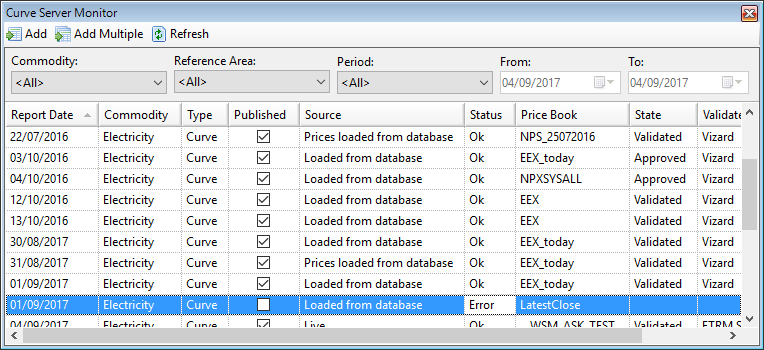 Curve Server Monitor
Add Add Multiple Refresh
Commodity: Reference Area: Period: From: To:
<All> <All> <All> 04/09/2017 04/09/2017
Report Date Commodity Type Published Source Status Price Book State Validate
22/07/2016 Electricity Curve Prices loaded from database Ok NPS_25072016 Validated Vizard
03/10/2016 Electricity Curve Loaded from database Ok EEX_today Approved Vizard
04/10/2016 Electricity Curve Loaded from database Ok NPXSYSALL Approved Vizard
12/10/2016 Electricity Curve Loaded from database Ok EEX Validated Vizard
13/10/2016 Electricity Curve Loaded from database Ok EEX Validated Vizard
30/08/2017 Electricity Curve Loaded from database Ok EEX_today Validated Vizard
31/08/2017 Electricity Curve Prices loaded from database Ok EEX_today Validated Vizard
01/09/2017 Electricity Curve Loaded from database Ok EEX_today Validated Vizard
01/09/2017 Electricity Curve Loaded from database Error LatestClose
04/09/2017 Electricity Curve Live Ok WSM_ASK_TEST Validated ETRM S